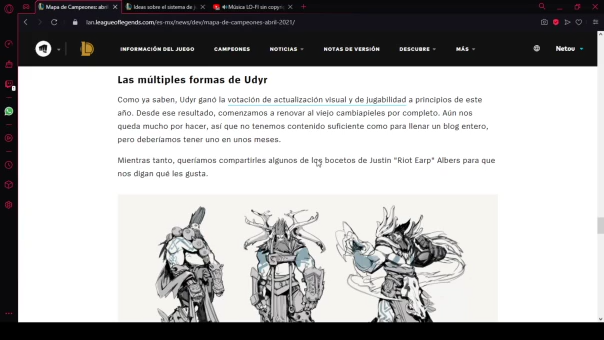 Mapa de Campeones: abril
Ideas sobre el sistema de j
Música LO-FI sin copyri
lan.leagueoflegends.com/es-mx/news/dev/mapa-de-campeones-abril-2021/
INFORMACIÓN DEL JUEGO CAMPEONES NOTICIAS NOTAS DE VERSIÓN DESCUBRE MÁS Netou
Las múltiples formas de Udyr
Como ya saben, Udyr ganó la votación de actualización visual y de jugabilidad a principios de este
año. Desde ese resultado, comenzamos a renovar al viejo cambiapieles por completo. Aún nos
queda mucho por hacer, así que no tenemos contenido suficiente como para llenar un blog entero,
pero deberíamos tener uno en unos meses.
Mientras tanto, queríamos compartirles algunos de los bocetos de Justin "Riot Earp" Albers para que
nos digan qué les gusta.